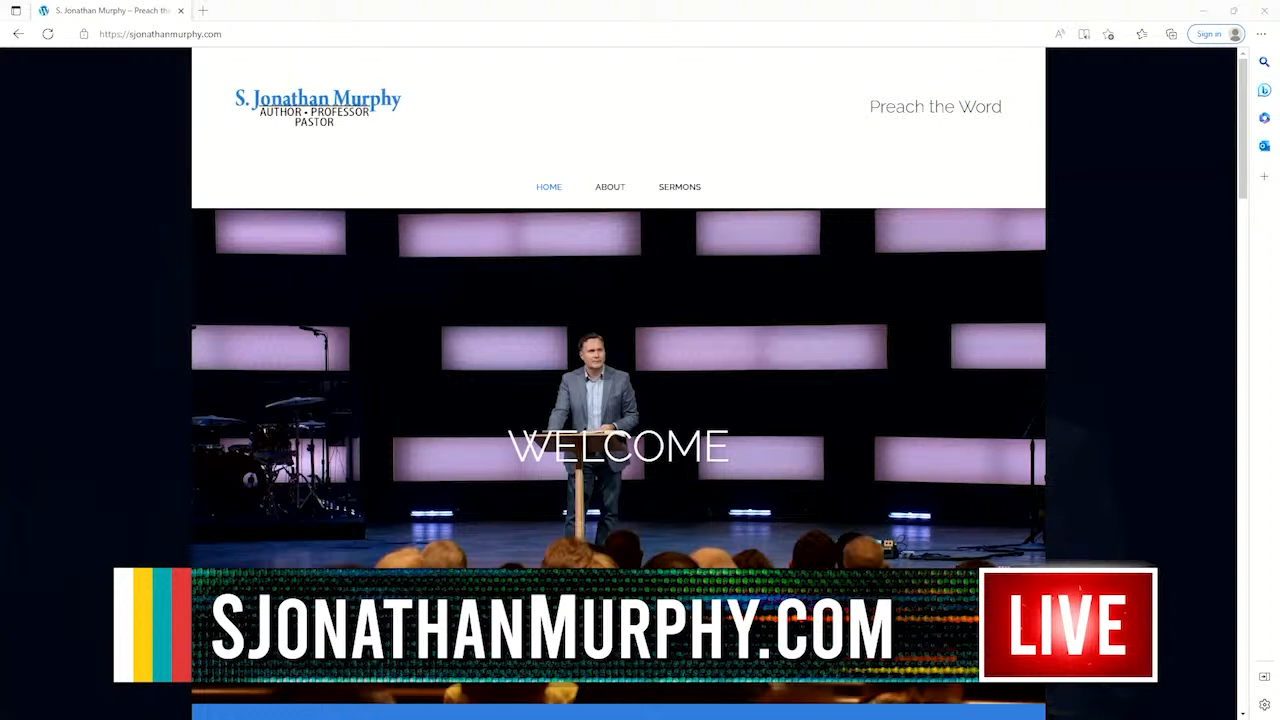 S. Jonathan Murphy – Preach th
https://sjonathanmurphy.com
Sign in
S. Jonathan Murphy
AUTHOR • PROFESSOR
PASTOR
Preach the Word
HOME
ABOUT
SERMONS
WELCOME
SJONATHANMURPHY.COM
LIVE